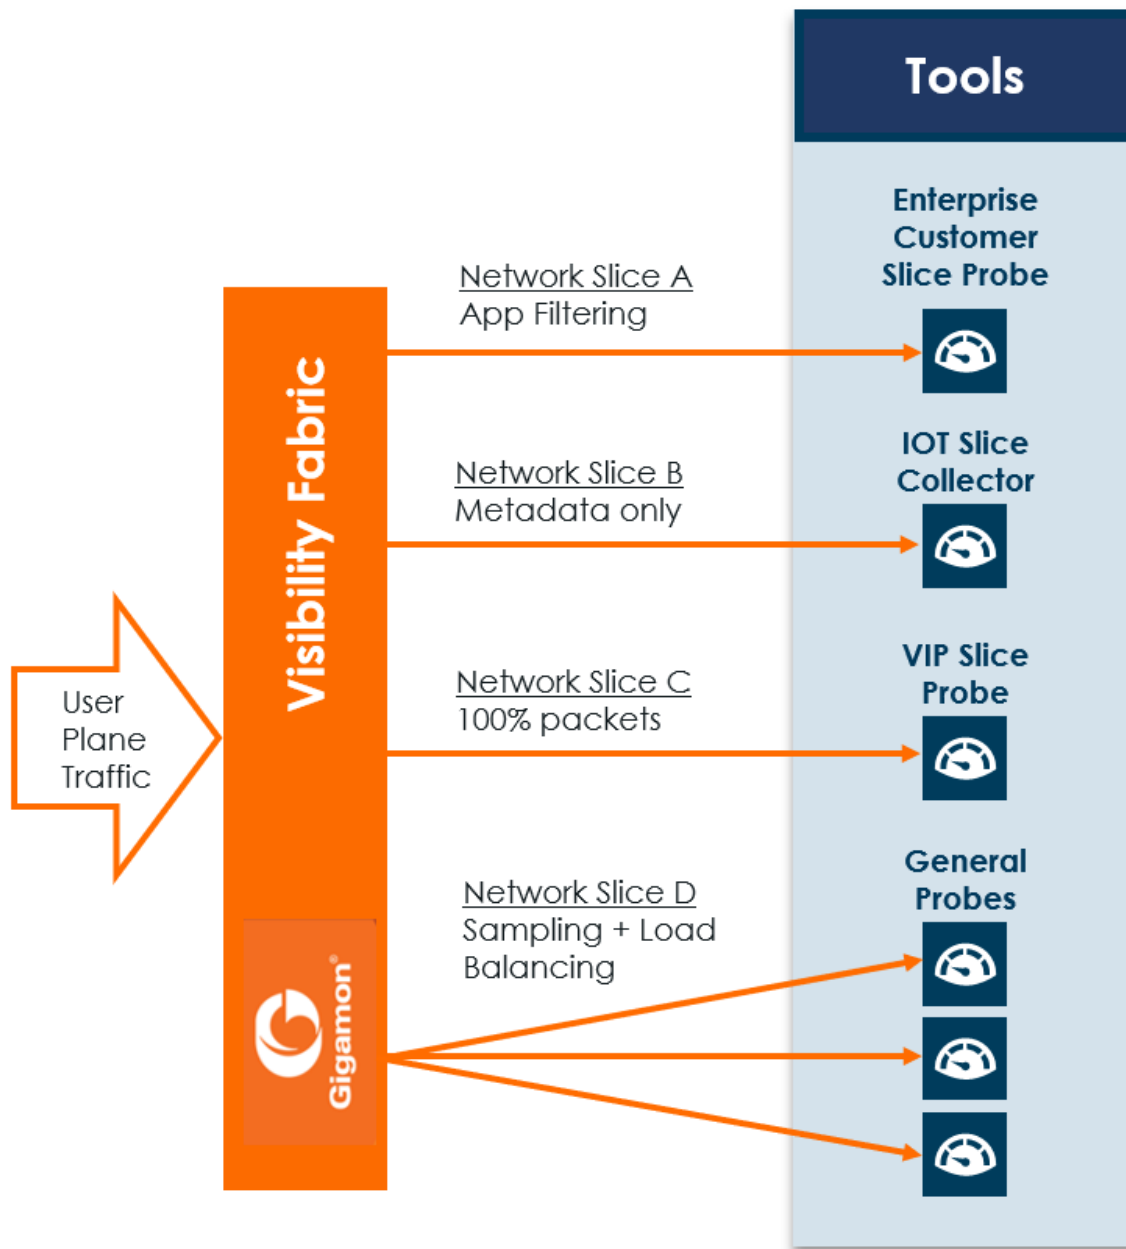 Tools
Enterprise
Customer
Slice Probe
Network Slice A
App Filtering
IOT Slice
Collector
Network Slice B
Metadata only
Visibility Fabric
User
Plane
Traffic
VIP Slice
Probe
Network Slice C
100% packets
General
Probes
Network Slice D
Sampling + Load
Balancing
Gigamon®